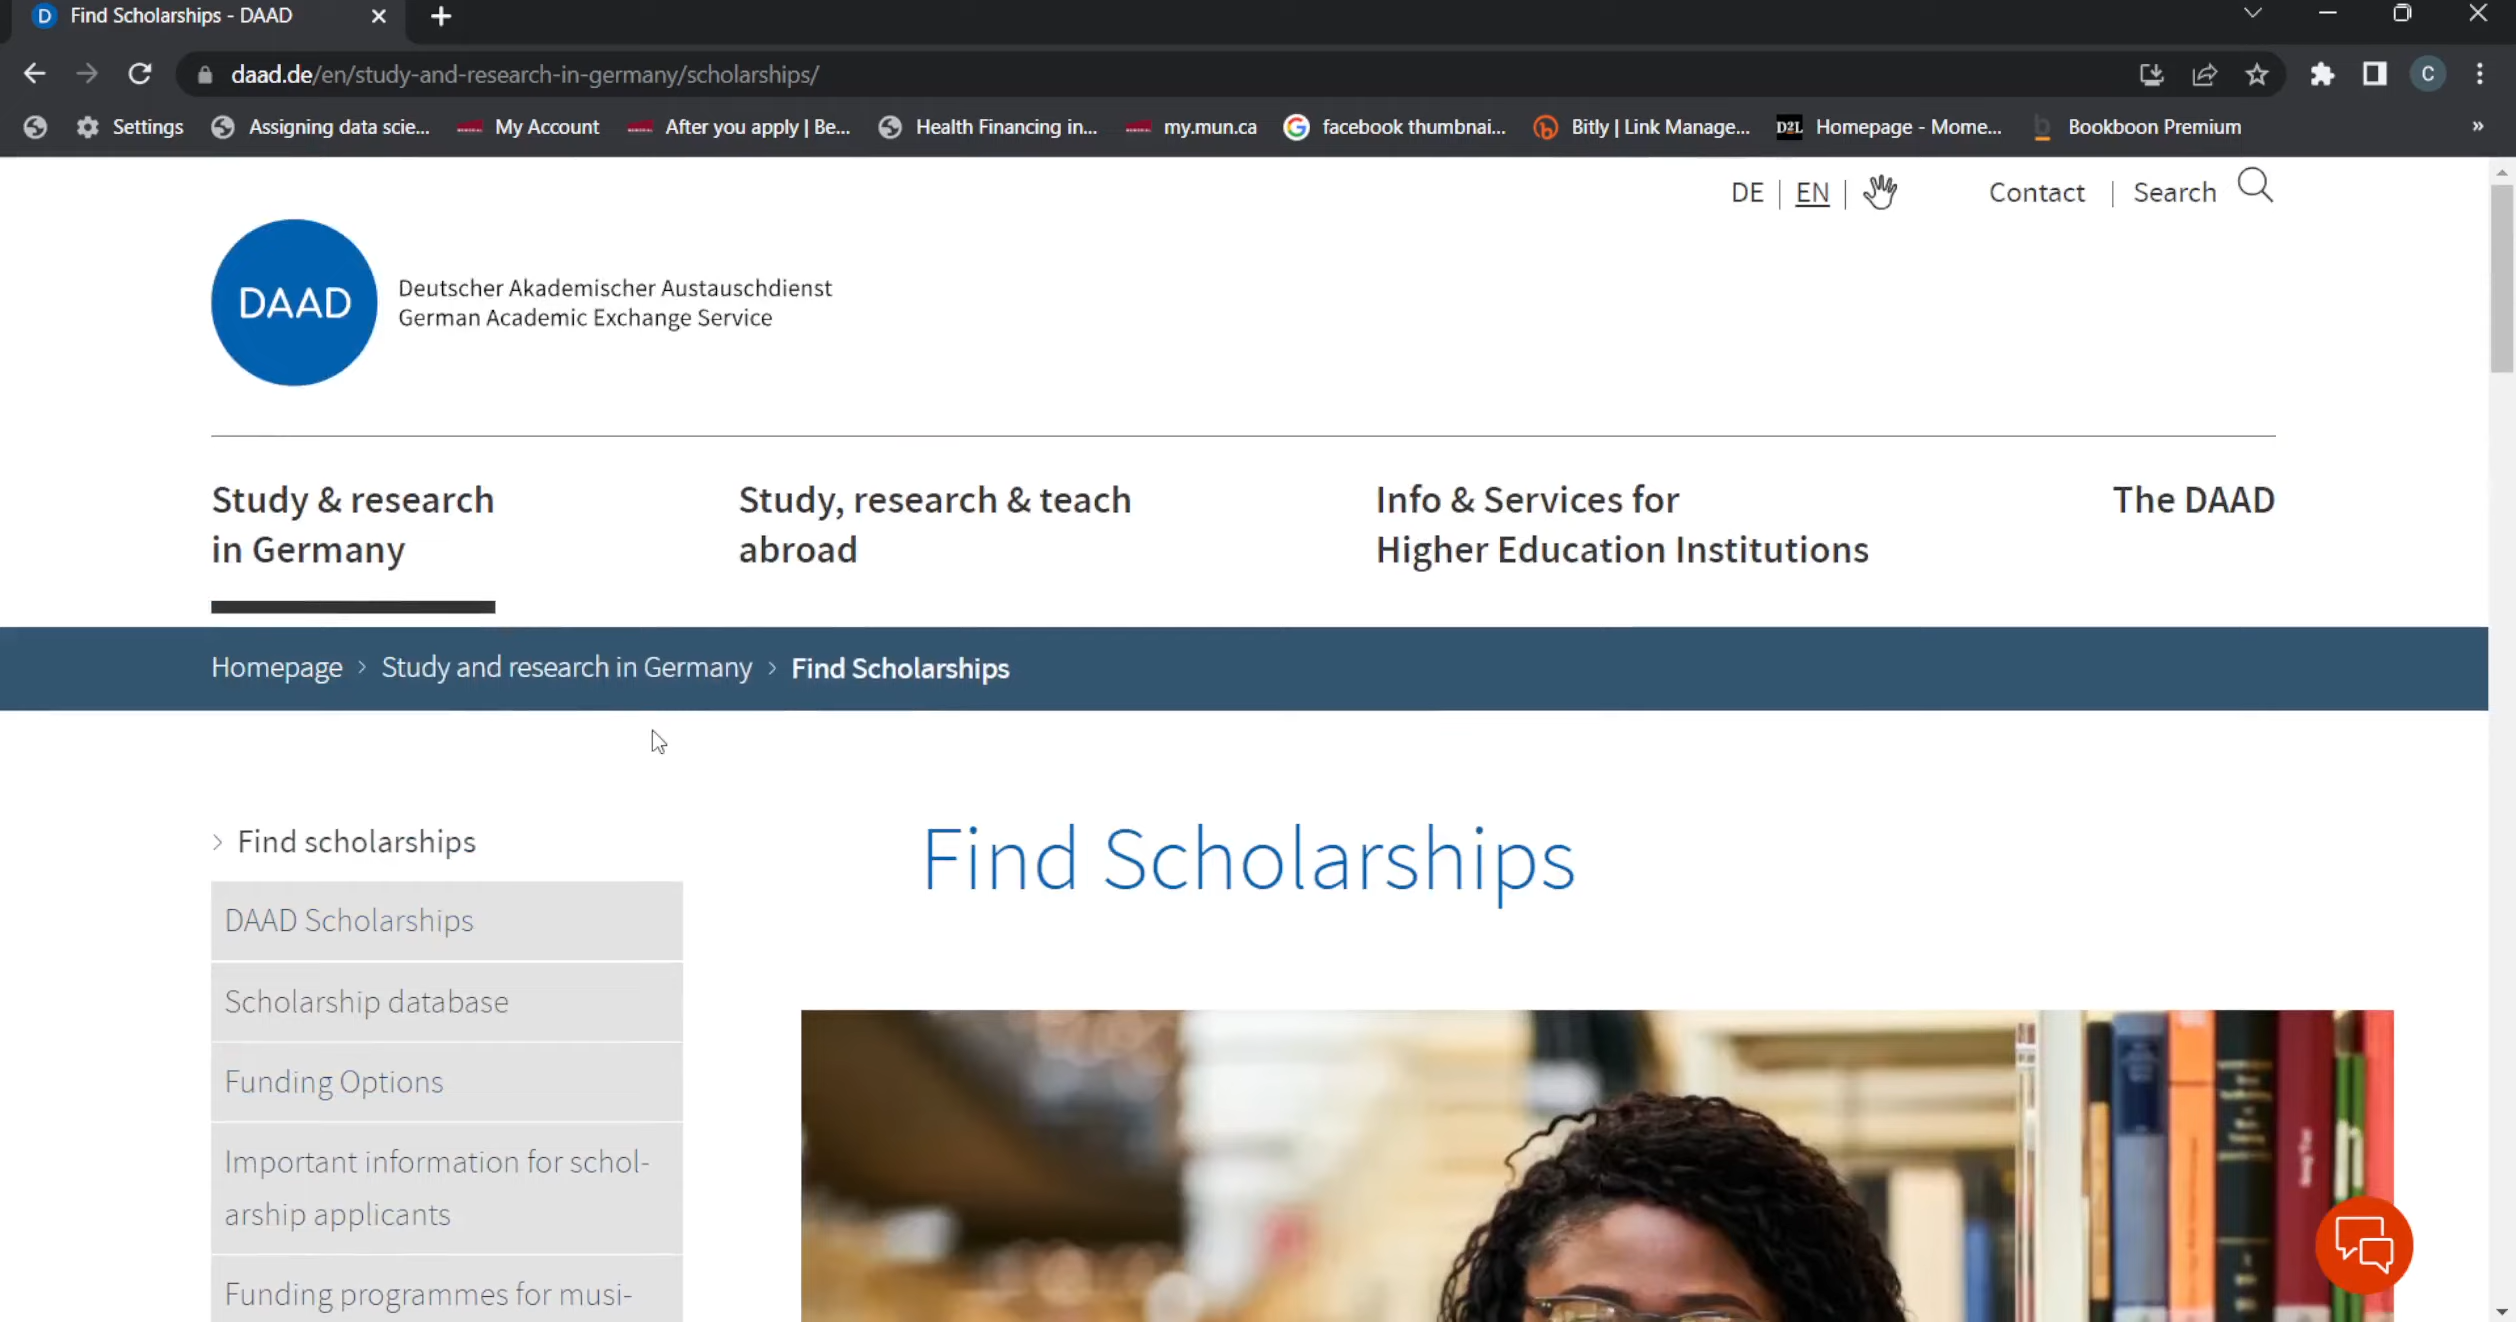 D Find Scholarships - DAAD
daad.de/en/study-and-research-in-germany/scholarships/
C
Settings Assigning data scie... My Account After you apply | Be... Health Financing in... my.mun.ca G facebook thumbnai... b Bitly | Link Manage... D2L Homepage - Mome... b Bookboon Premium »
DE | EN | Contact | Search
DAAD
Deutscher Akademischer Austauschdienst
German Academic Exchange Service
Study & research
in Germany
Study, research & teach
abroad
Info & Services for
Higher Education Institutions
The DAAD
Homepage > Study and research in Germany > Find Scholarships
> Find scholarships
DAAD Scholarships
Scholarship database
Funding Options
Important information for schol-
arship applicants
Funding programmes for musi-
Find Scholarships